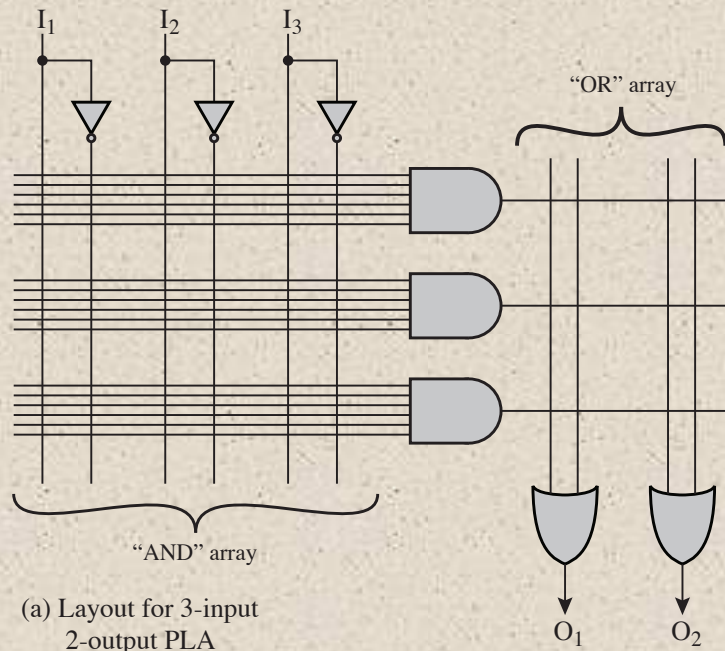 I₁ I₂ I₃
“OR” array
“AND” array
(a) Layout for 3-input
2-output PLA
O₁ O₂